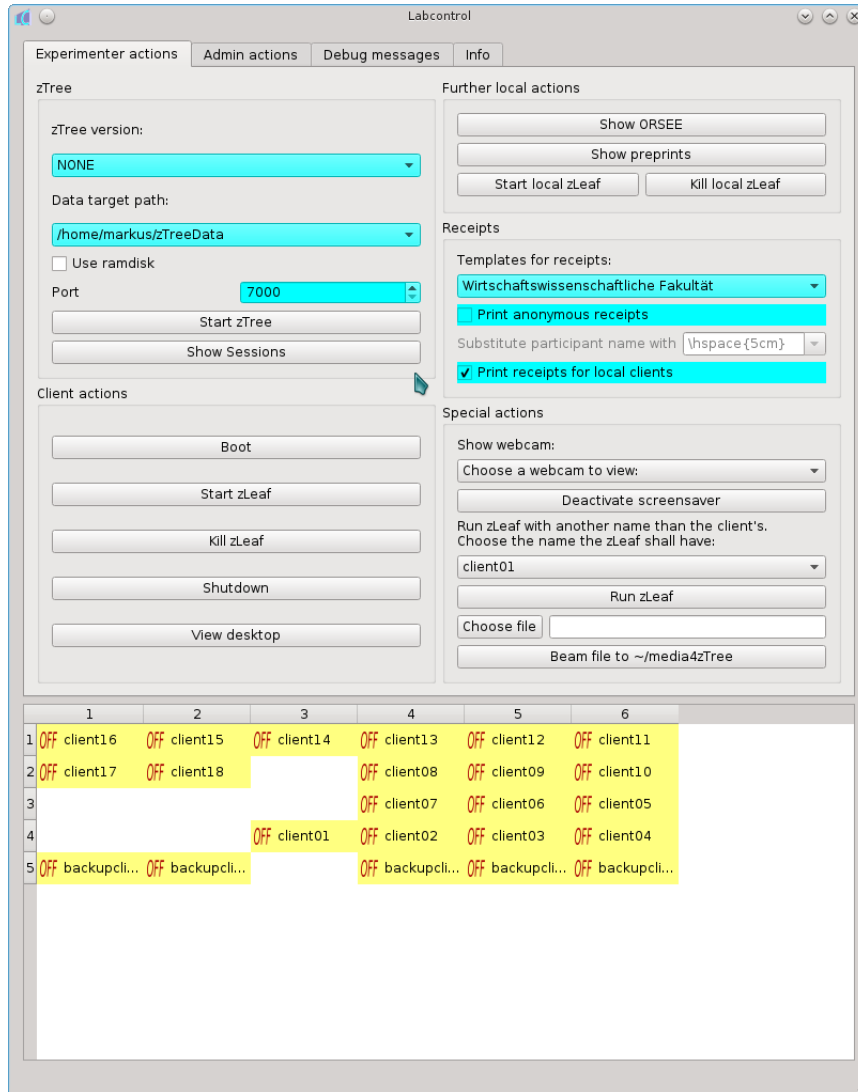 Labcontrol
Experimenter actions Admin actions Debug messages Info
zTree
zTree version:
NONE
Data target path:
/home/markus/zTreeData
Use ramdisk
Port 7000
Start zTree
Show Sessions
Client actions
Boot
Start zLeaf
Kill zLeaf
Shutdown
View desktop
Further local actions
Show ORSEE
Show preprints
Start local zLeaf Kill local zLeaf
Receipts
Templates for receipts:
Wirtschaftswissenschaftliche Fakultät
Print anonymous receipts
Substitute participant name with \hspace{5cm}
Print receipts for local clients
Special actions
Show webcam:
Choose a webcam to view:
Deactivate screensaver
Run zLeaf with another name than the client's.
Choose the name the zLeaf shall have:
client01
Run zLeaf
Choose file
Beam file to ~/media4zTree
1 2 3 4 5 6
1 OFF client16 OFF client15 OFF client14 OFF client13 OFF client12 OFF client11
2 OFF client17 OFF client18 OFF client08 OFF client09 OFF client10
3 OFF client07 OFF client06 OFF client05
4 OFF client01 OFF client02 OFF client03 OFF client04
5 OFF backupcli... OFF backupcli... OFF backupcli... OFF backupcli... OFF backupcli...